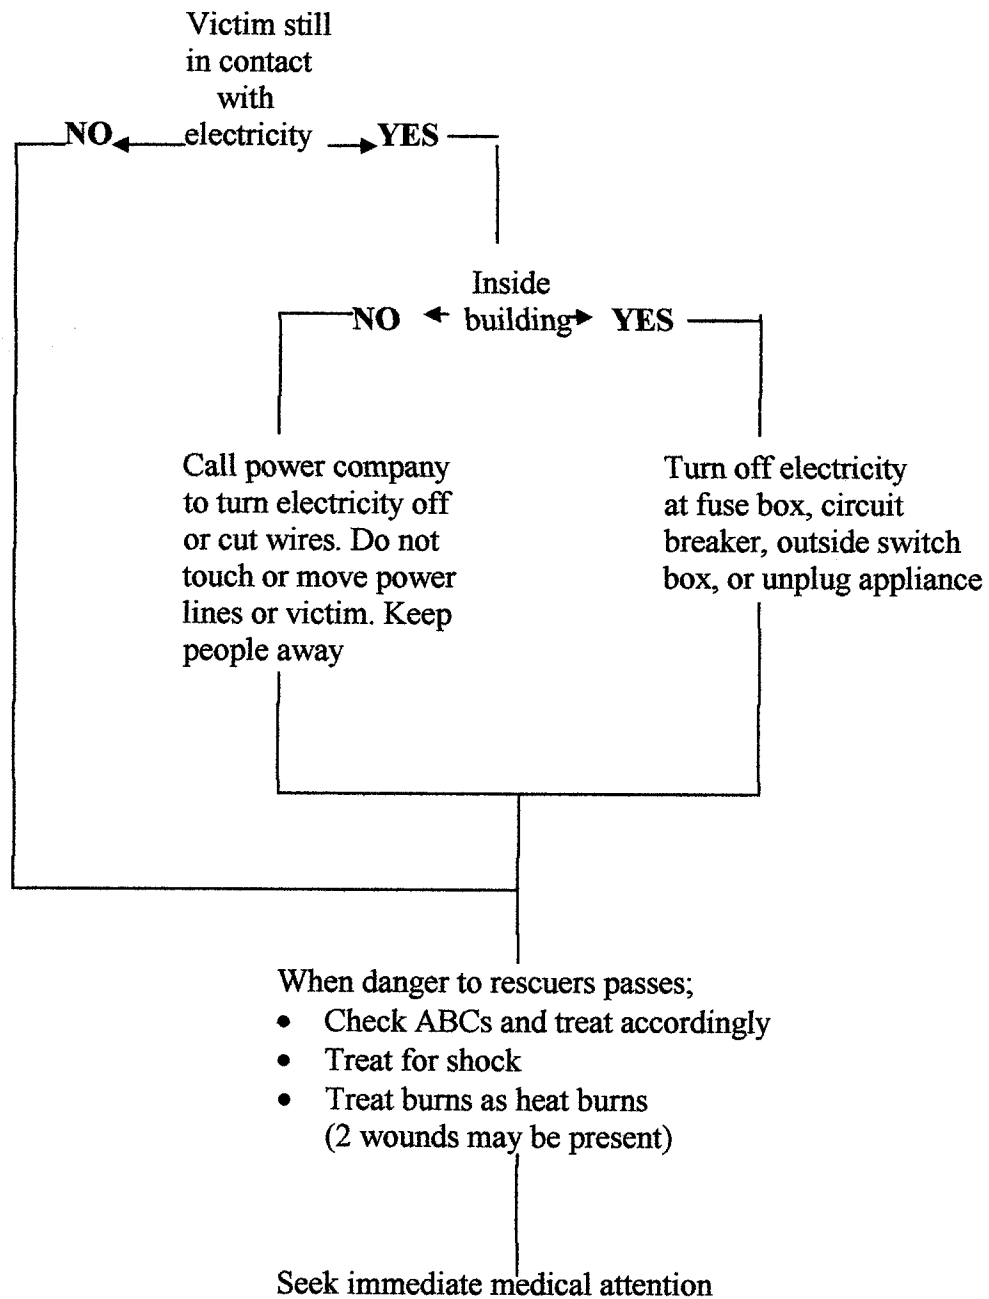 Victim still
in contact
with
NO electricity YES
Inside
NO building YES
Call power company
to turn electricity off
or cut wires. Do not
touch or move power
lines or victim. Keep
people away
Turn off electricity
at fuse box, circuit
breaker, outside switch
box, or unplug appliance
When danger to rescuers passes;
• Check ABCs and treat accordingly
• Treat for shock
• Treat burns as heat burns
(2 wounds may be present)
Seek immediate medical attention